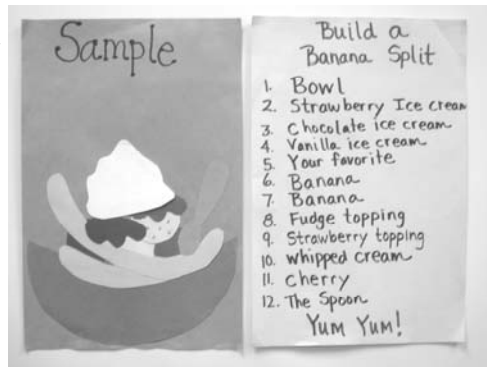 Sample
Build a
Banana Split
1. Bowl
2. Strawberry Ice cream
3. Chocolate ice cream
4. Vanilla ice cream
5. Your favorite
6. Banana
7. Banana
8. Fudge topping
9. Strawberry topping
10. whipped cream
11. cherry
12. The Spoon
Yum Yum!